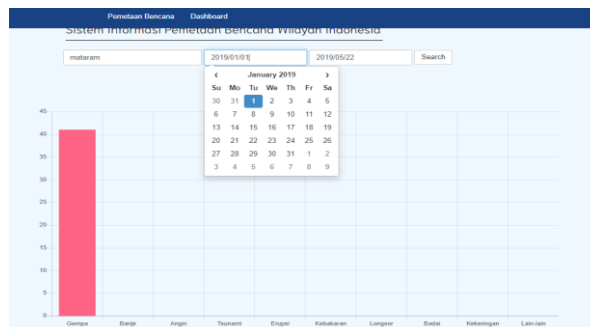 Pemetaan Bencana Dashboard
Sistem Informasi Pemetaan Bencana Wilayah Indonesia
mataram 2019/01/01 2019/05/22 Search
‹ January 2019 ›
Su Mo Tu We Th Fr Sa
30 31 1 2 3 4 5
6 7 8 9 10 11 12
13 14 15 16 17 18 19
20 21 22 23 24 25 26
27 28 29 30 31 1 2
3 4 5 6 7 8 9
45
40
35
30
25
20
15
10
5
0
Gempa Banjir Angin Tsunami Erupsi Kebakaran Longsor Badai Kekeringan Lain-lain